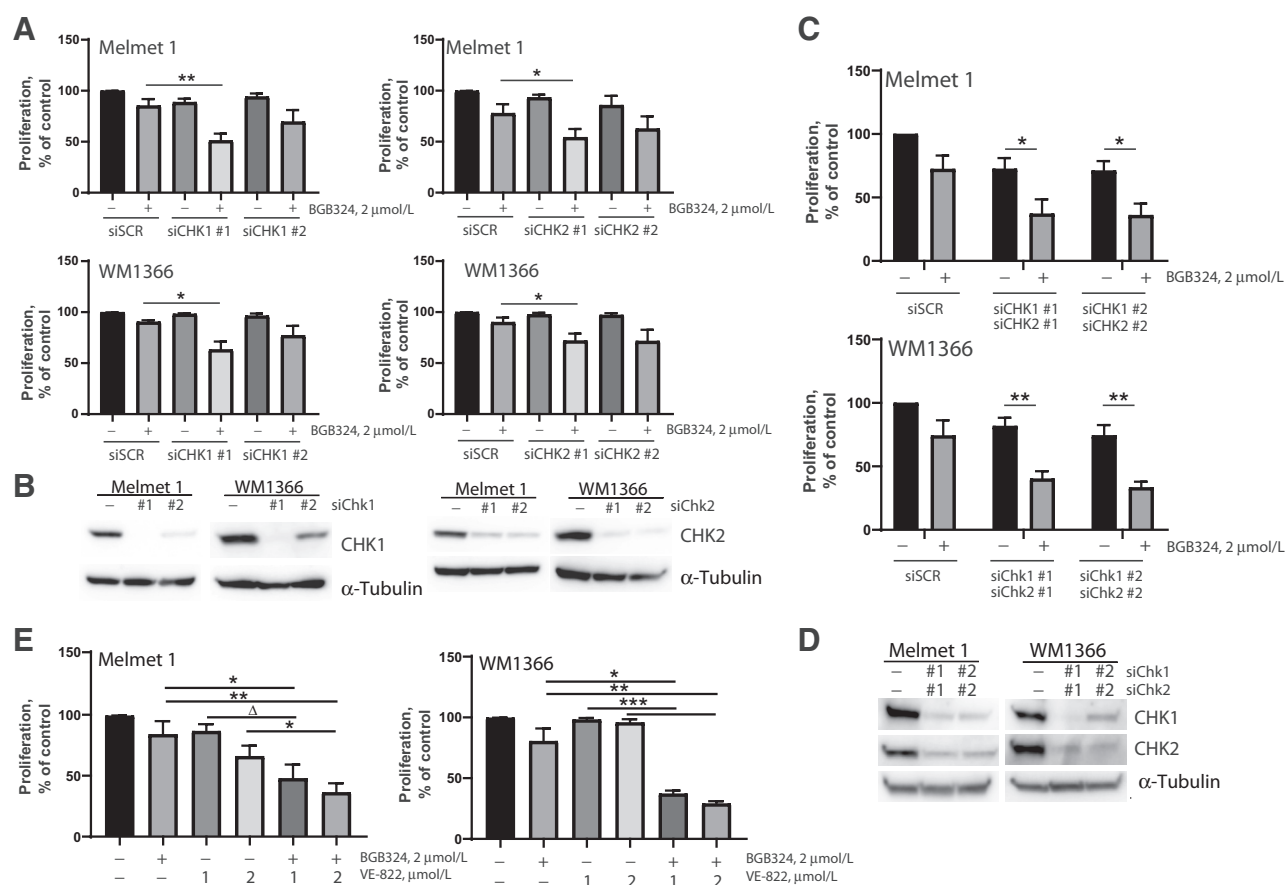 A
Melmet 1
Proliferation,
% of control
150
100
50
0
**
– + – + – +
BGB324, 2 μmol/L
siSCR siCHK1 #1 siCHK1 #2
Melmet 1
Proliferation,
% of control
150
100
50
0
*
– + – + – +
BGB324, 2 μmol/L
siSCR siCHK2 #1 siCHK2 #2
WM1366
Proliferation,
% of control
150
100
50
0
*
– + – + – +
BGB324, 2 μmol/L
siSCR siCHK1 #1 siCHK1 #2
WM1366
Proliferation,
% of control
150
100
50
0
*
– + – + – +
BGB324, 2 μmol/L
siSCR siCHK2 #1 siCHK2 #2
B
Melmet 1 WM1366
– #1 #2 – #1 #2 siChk1
CHK1
α-Tubulin
Melmet 1 WM1366
– #1 #2 – #1 #2 siChk2
CHK2
α-Tubulin
C
Melmet 1
Proliferation,
% of control
150
100
50
0
* *
– + – + – +
BGB324, 2 μmol/L
siSCR siCHK1 #1 siCHK1 #2
siCHK2 #1 siCHK2 #2
WM1366
Proliferation,
% of control
150
100
50
0
** **
– + – + – +
BGB324, 2 μmol/L
siSCR siChk1 #1 siChk1 #2
siChk2 #1 siChk2 #2
D
Melmet 1 WM1366
– #1 #2 – #1 #2 siChk1
– #1 #2 – #1 #2 siChk2
CHK1
CHK2
α-Tubulin
E
Melmet 1
Proliferation,
% of control
150
100
50
0
*
**
Δ
*
– + – – + +
– – 1 2 1 2
WM1366
Proliferation,
% of control
150
100
50
0
*
**
***
– + – – + + BGB324, 2 μmol/L
– – 1 2 1 2 VE-822, μmol/L